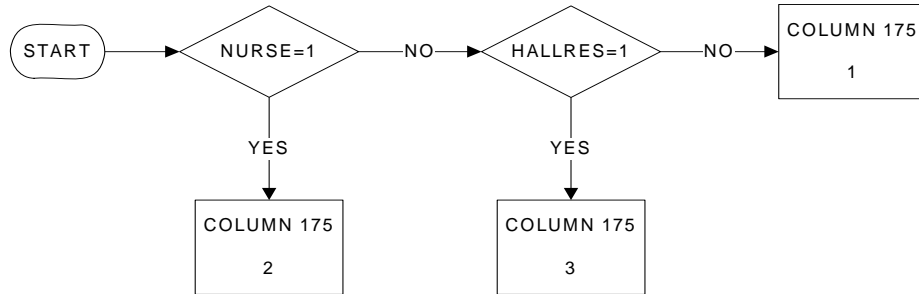 START
NURSE=1
NO
HALLRES=1
NO
COLUMN 175
1
YES
YES
COLUMN 175
2
COLUMN 175
3